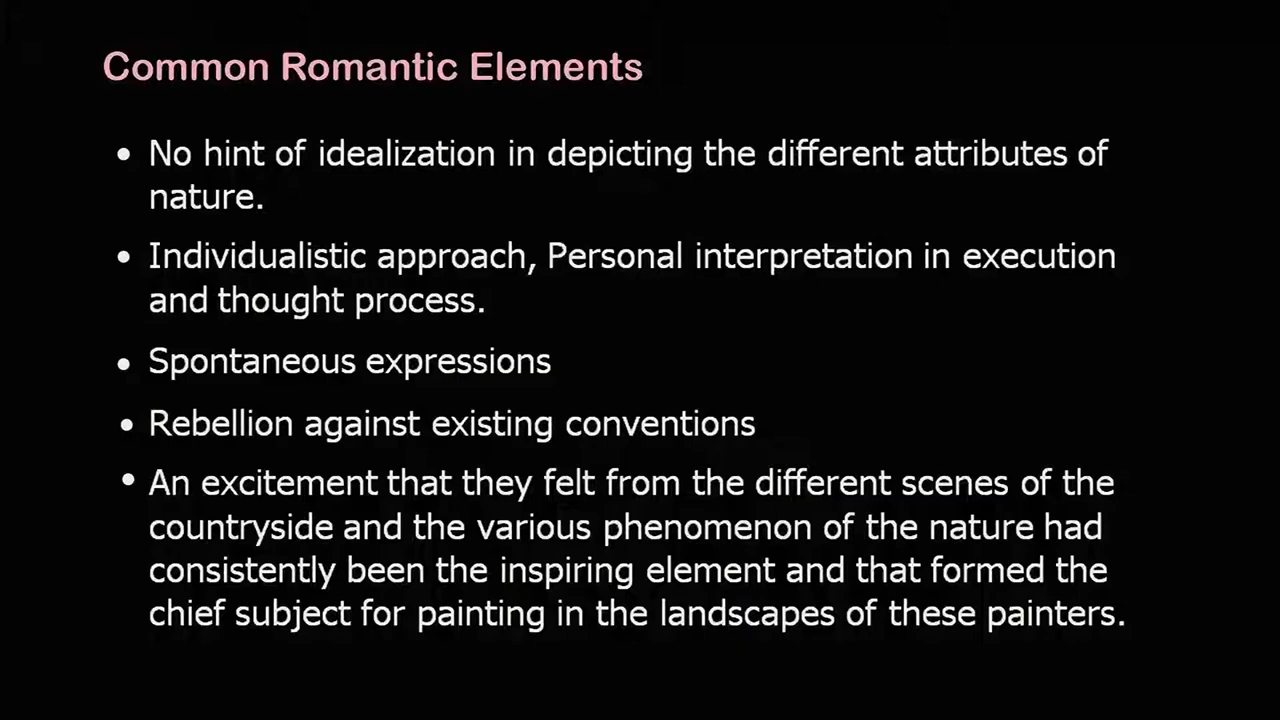 Common Romantic Elements
• No hint of idealization in depicting the different attributes of
nature.
• Individualistic approach, Personal interpretation in execution
and thought process.
• Spontaneous expressions
• Rebellion against existing conventions
• An excitement that they felt from the different scenes of the
countryside and the various phenomenon of the nature had
consistently been the inspiring element and that formed the
chief subject for painting in the landscapes of these painters.